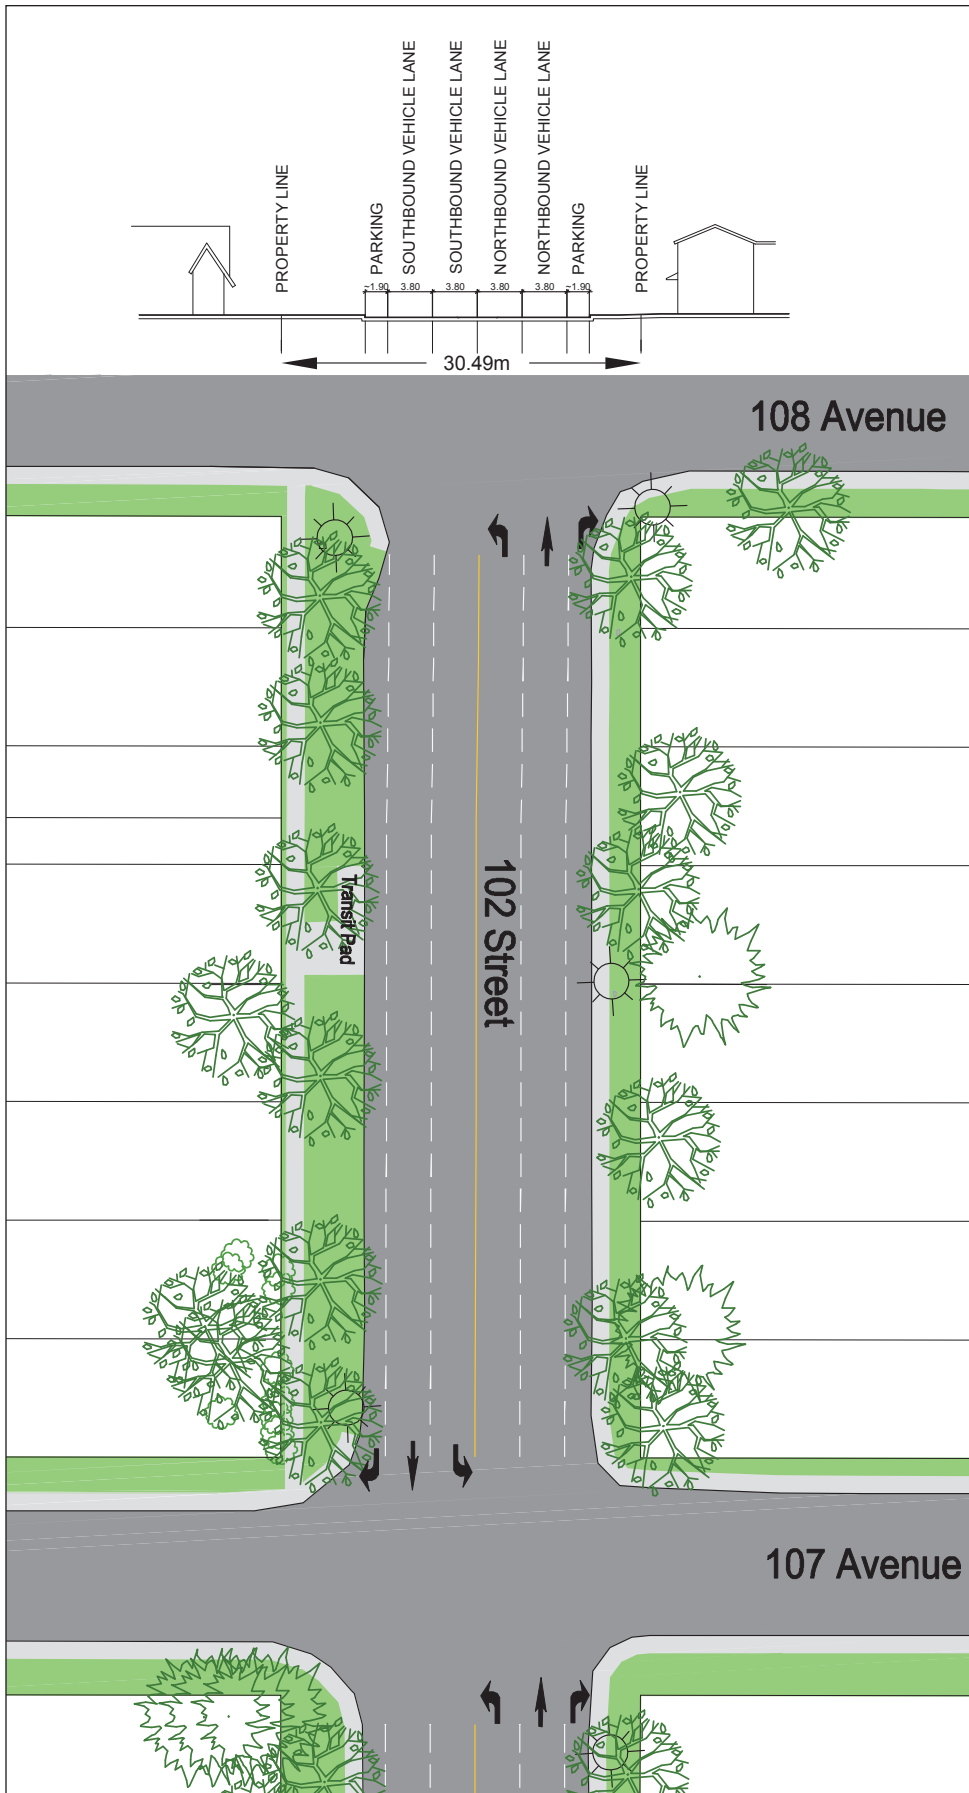 PROPERTY LINE
PARKING
SOUTHBOUND VEHICLE LANE
SOUTHBOUND VEHICLE LANE
NORTHBOUND VEHICLE LANE
NORTHBOUND VEHICLE LANE
PARKING
PROPERTY LINE
~1.90 3.80 3.80 3.80 3.80 ~1.90
30.49m
108 Avenue
102 Street
Transit Pad
107 Avenue